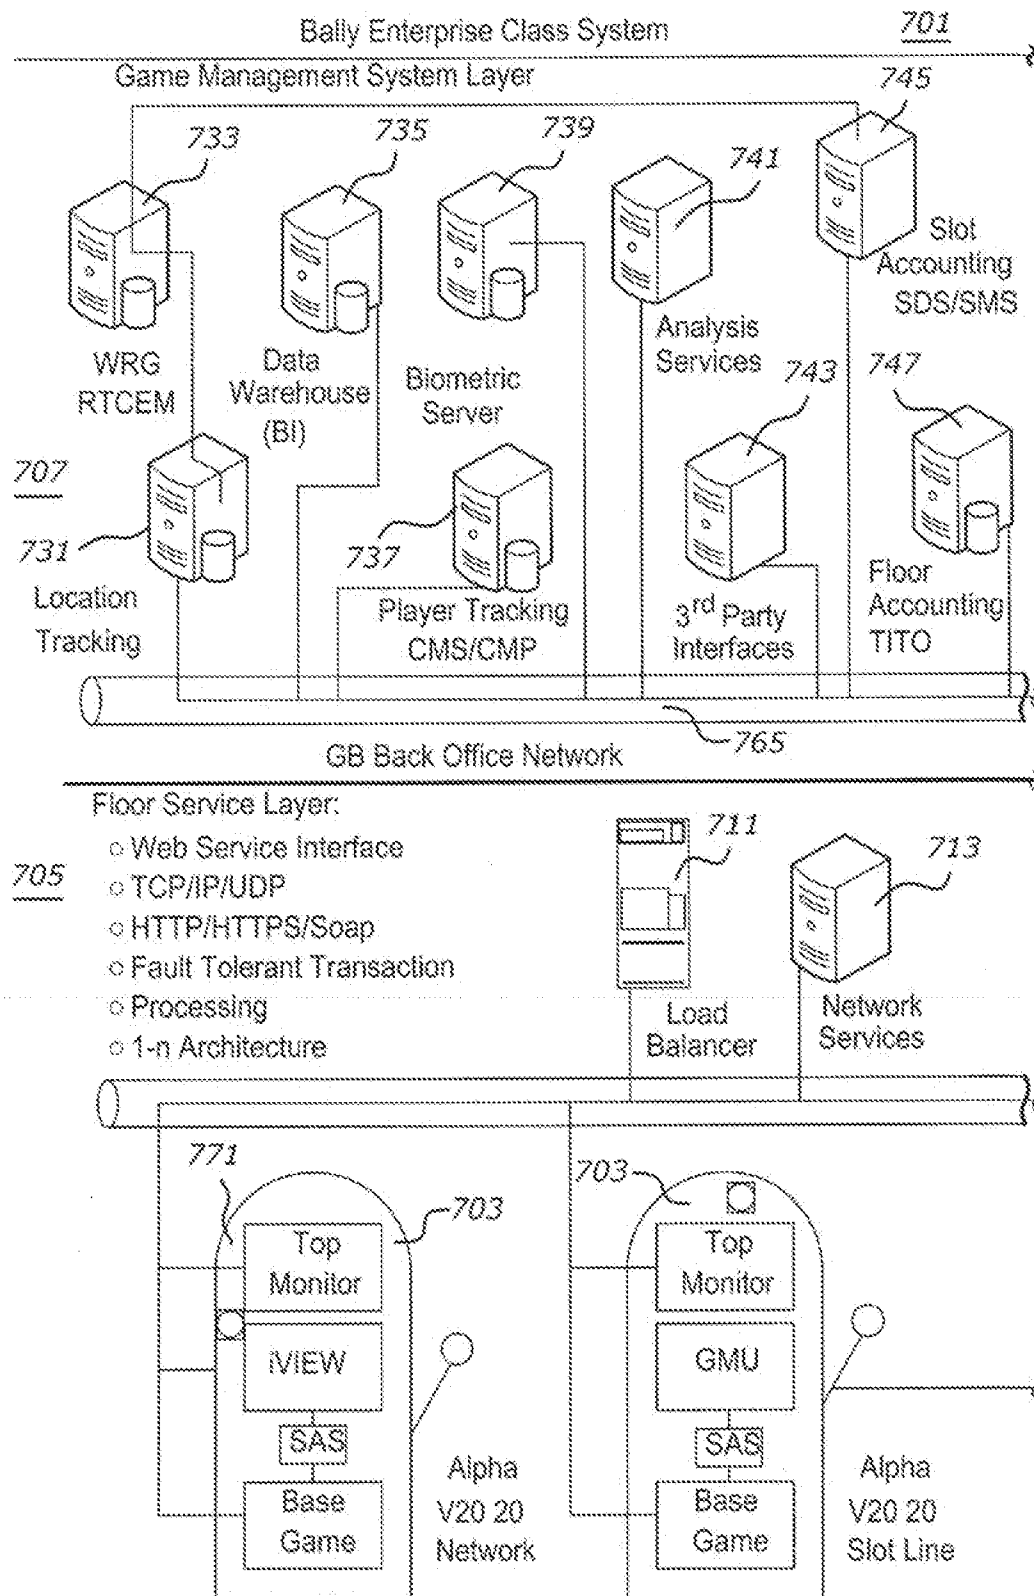 Bally Enterprise Class System
701
Game Management System Layer
745
733
735
739
741
Slot
Accounting
SDS/SMS
WRG
RTCEM
Data
Warehouse
(BI)
Biometric
Server
Analysis
Services
743
747
707
731
737
Location
Tracking
Player Tracking
CMS/CMP
3rd Party
Interfaces
Floor
Accounting
TITO
765
GB Back Office Network
Floor Service Layer:
705
○ Web Service Interface
○ TCP/IP/UDP
○ HTTP/HTTPS/Soap
○ Fault Tolerant Transaction
○ Processing
○ 1-n Architecture
711
713
Load
Balancer
Network
Services
771
703
703
Top
Monitor
iVIEW
SAS
Base
Game
Alpha
V20 20
Network
Top
Monitor
GMU
SAS
Base
Game
Alpha
V20 20
Slot Line